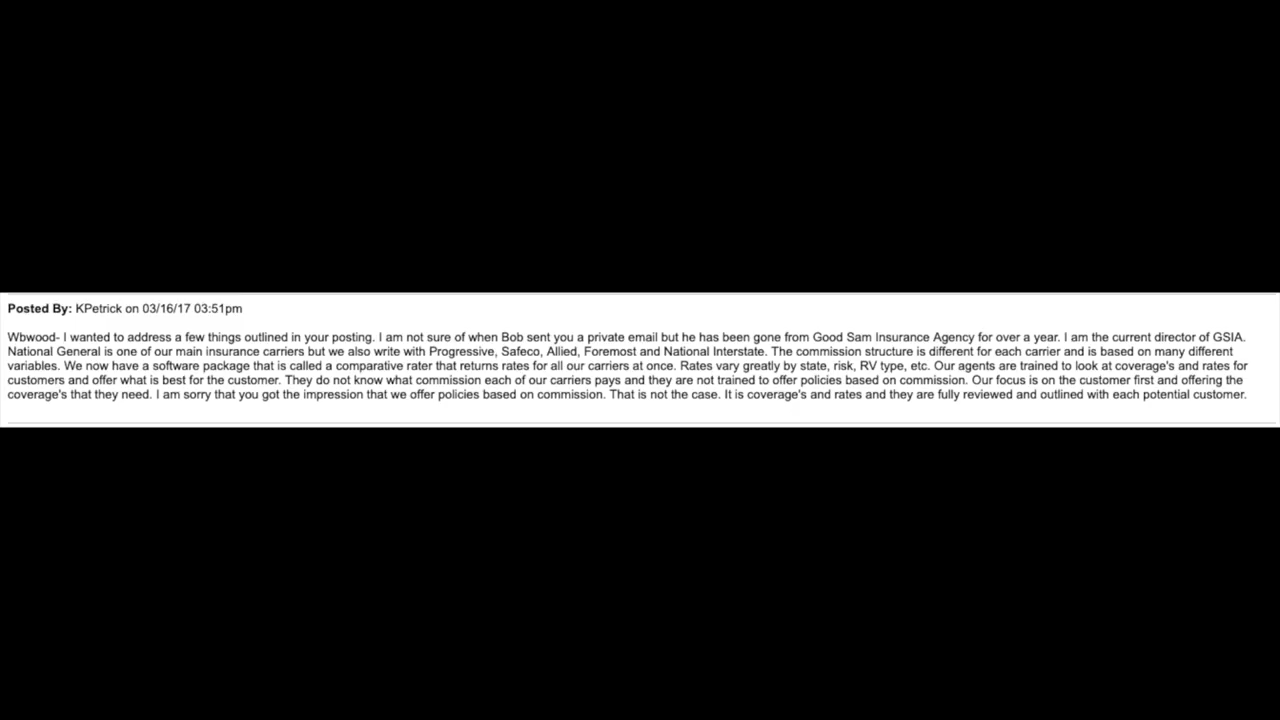 Posted By: KPetrick on 03/16/17 03:51pm
Wbwood- I wanted to address a few things outlined in your posting. I am not sure of when Bob sent you a private email but he has been gone from Good Sam Insurance Agency for over a year. I am the current director of GSIA.
National General is one of our main insurance carriers but we also write with Progressive, Safeco, Allied, Foremost and National Interstate. The commission structure is different for each carrier and is based on many different
variables. We now have a software package that is called a comparative rater that returns rates for all our carriers at once. Rates vary greatly by state, risk, RV type, etc. Our agents are trained to look at coverage's and rates for
customers and offer what is best for the customer. They do not know what commission each of our carriers pays and they are not trained to offer policies based on commission. Our focus is on the customer first and offering the
coverage's that they need. I am sorry that you got the impression that we offer policies based on commission. That is not the case. It is coverage's and rates and they are fully reviewed and outlined with each potential customer.